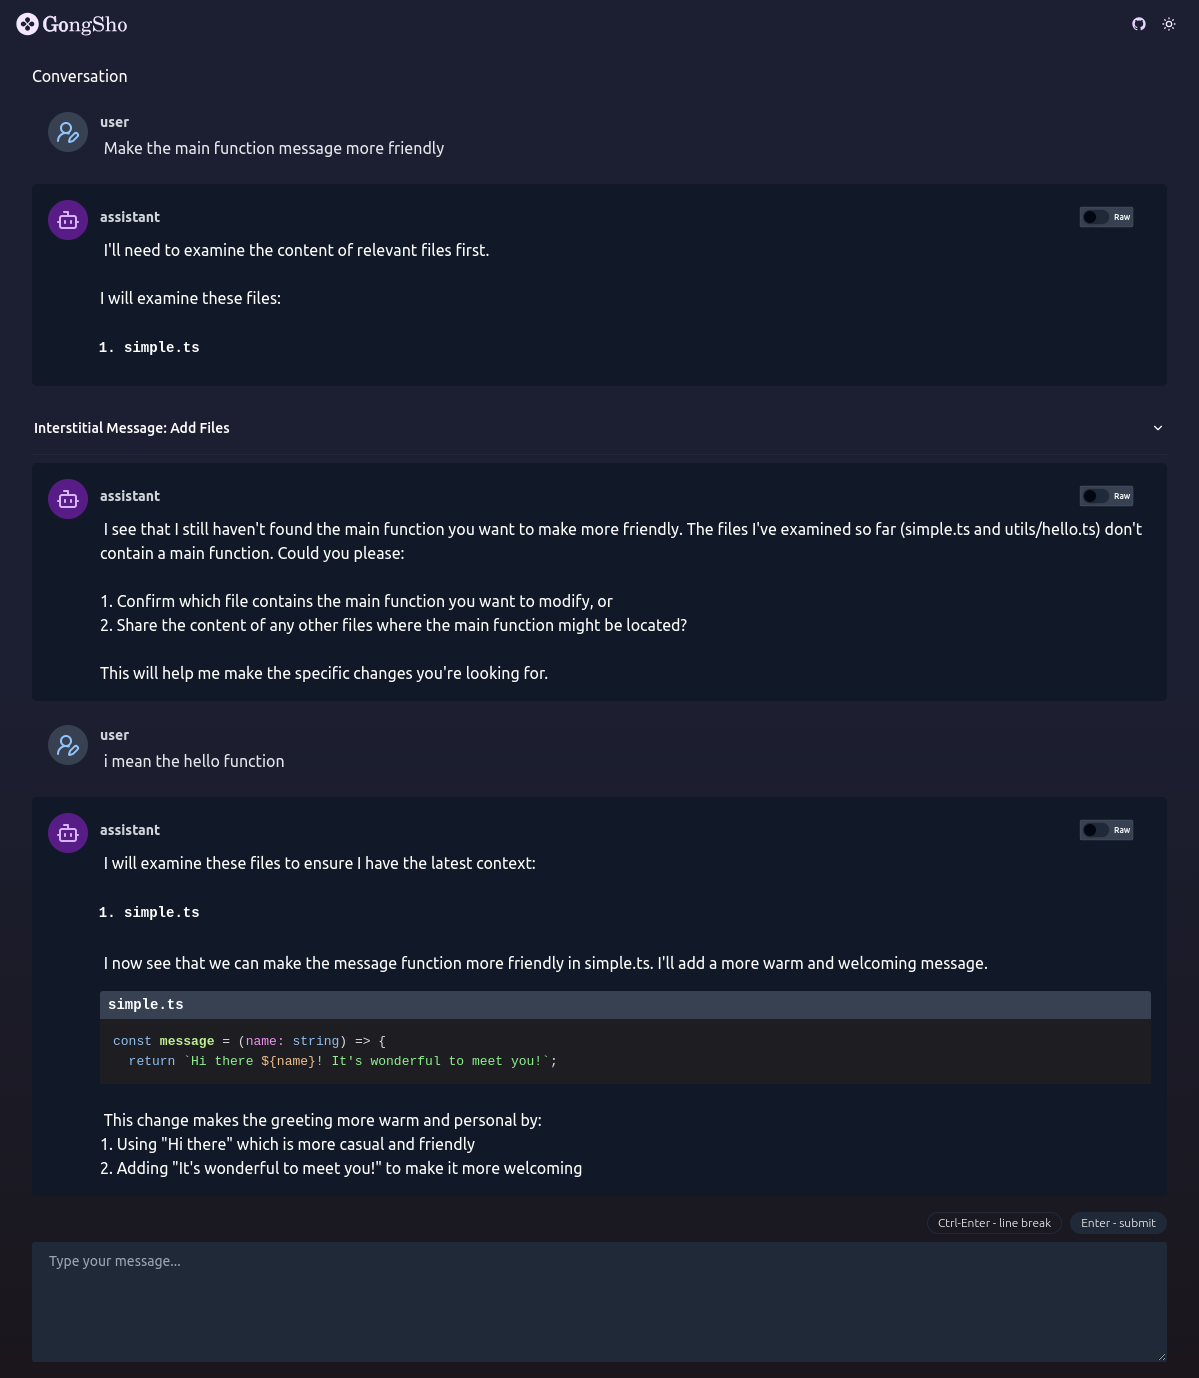 GongSho
Conversation
user
Make the main function message more friendly
assistant
Raw
I'll need to examine the content of relevant files first.
I will examine these files:
1. simple.ts
Interstitial Message: Add Files
assistant
Raw
I see that I still haven't found the main function you want to make more friendly. The files I've examined so far (simple.ts and utils/hello.ts) don't
contain a main function. Could you please:
1. Confirm which file contains the main function you want to modify, or
2. Share the content of any other files where the main function might be located?
This will help me make the specific changes you're looking for.
user
i mean the hello function
assistant
Raw
I will examine these files to ensure I have the latest context:
1. simple.ts
I now see that we can make the message function more friendly in simple.ts. I'll add a more warm and welcoming message.
simple.ts
const message = (name: string) => {
  return `Hi there ${name}! It's wonderful to meet you!`;
This change makes the greeting more warm and personal by:
1. Using "Hi there" which is more casual and friendly
2. Adding "It's wonderful to meet you!" to make it more welcoming
Ctrl-Enter - line break
Enter - submit
Type your message...